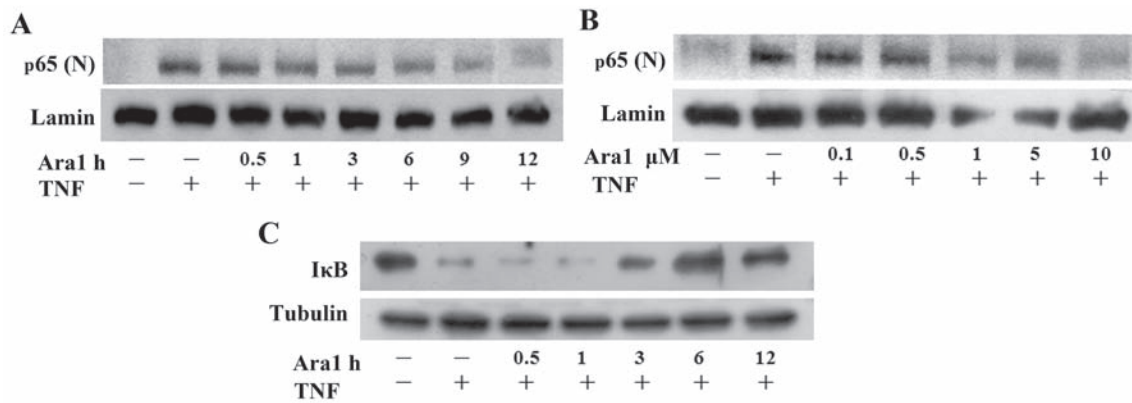 A
p65 (N)
Lamin
Ara1 h – – 0.5 1 3 6 9 12
TNF – + + + + + + +
B
p65 (N)
Lamin
Ara1 μM – – 0.1 0.5 1 5 10
TNF – + + + + + +
C
IκB
Tubulin
Ara1 h – – 0.5 1 3 6 12
TNF – + + + + + +